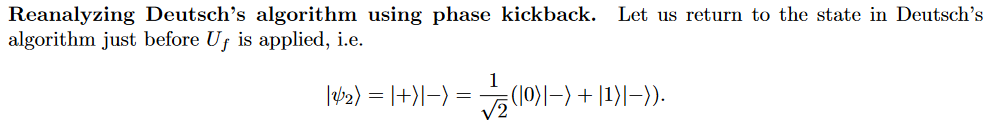 Reanalyzing Deutsch's algorithm using phase kickback. Let us return to the state in Deutsch's
algorithm just before U_f is applied, i.e.
|ψ₂⟩ = |+⟩|−⟩ = 1/√2 (|0⟩|−⟩ + |1⟩|−⟩).